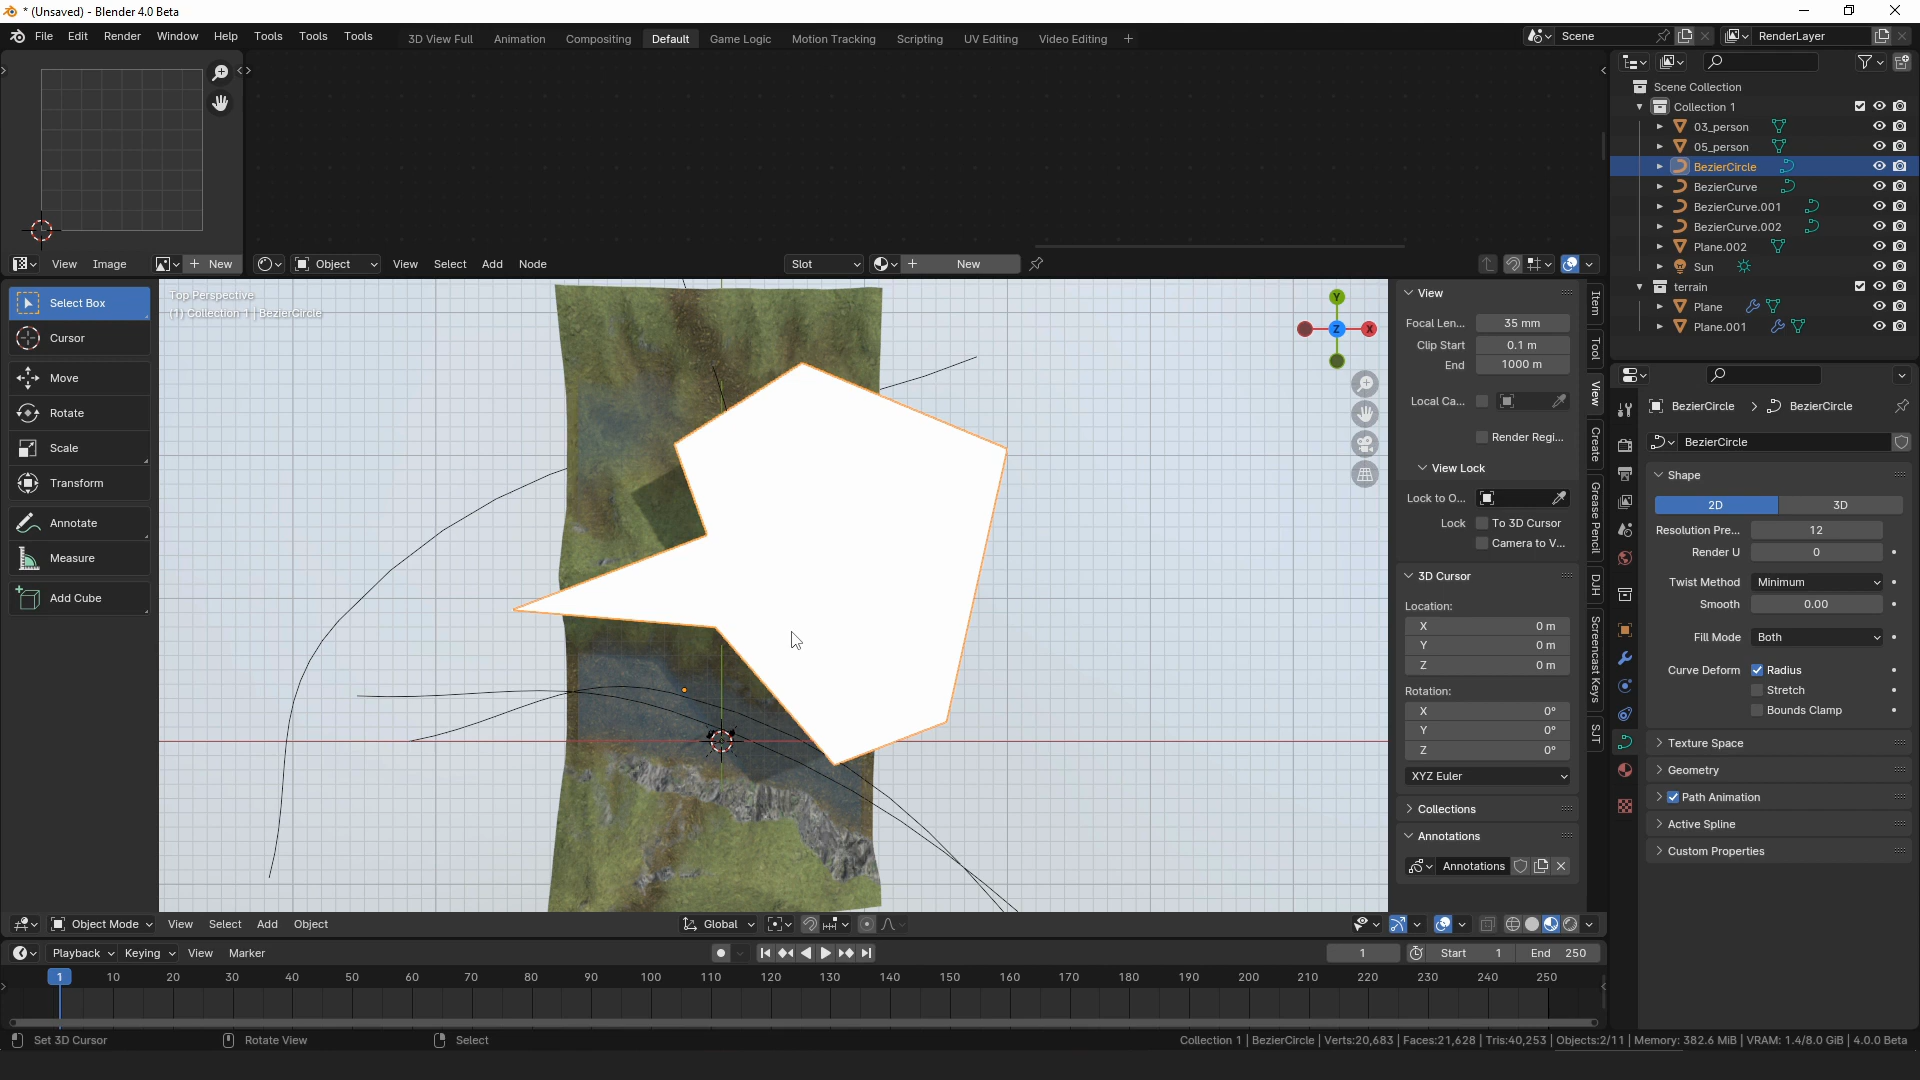 * (Unsaved) - Blender 4.0 Beta
File Edit Render Window Help Tools Tools Tools
3D View Full Animation Compositing Default Game Logic Motion Tracking Scripting UV Editing Video Editing +
Scene
RenderLayer
Scene Collection
Collection 1
03_person
05_person
BezierCircle
BezierCurve
BezierCurve.001
BezierCurve.002
Plane.002
Sun
terrain
Plane
Plane.001
View Image + New
Object View Select Add Node
Slot + New
Select Box
Cursor
Move
Rotate
Scale
Transform
Annotate
Measure
Add Cube
Top Perspective
(1) Collection 1 | BezierCircle
Y
Z X
View
Focal Len... 35 mm
Clip Start 0.1 m
End 1000 m
Local Ca...
Render Regi...
View Lock
Lock to O...
Lock To 3D Cursor
Camera to V...
3D Cursor
Location:
X 0 m
Y 0 m
Z 0 m
Rotation:
X 0°
Y 0°
Z 0°
XYZ Euler
Collections
Annotations
Annotations
Item
Tool
View
Create
Grease Pencil
DJH
Screencast Keys
SJT
BezierCircle > BezierCircle
BezierCircle
Shape
2D 3D
Resolution Pre... 12
Render U 0
Twist Method Minimum
Smooth 0.00
Fill Mode Both
Curve Deform Radius
Stretch
Bounds Clamp
Texture Space
Geometry
Path Animation
Active Spline
Custom Properties
Object Mode View Select Add Object
Global
Playback Keying View Marker
1 Start 1 End 250
1 10 20 30 40 50 60 70 80 90 100 110 120 130 140 150 160 170 180 190 200 210 220 230 240 250
Set 3D Cursor Rotate View Select
Collection 1 | BezierCircle | Verts:20,683 | Faces:21,628 | Tris:40,253 | Objects:2/11 | Memory: 382.6 MiB | VRAM: 1.4/8.0 GiB | 4.0.0 Beta